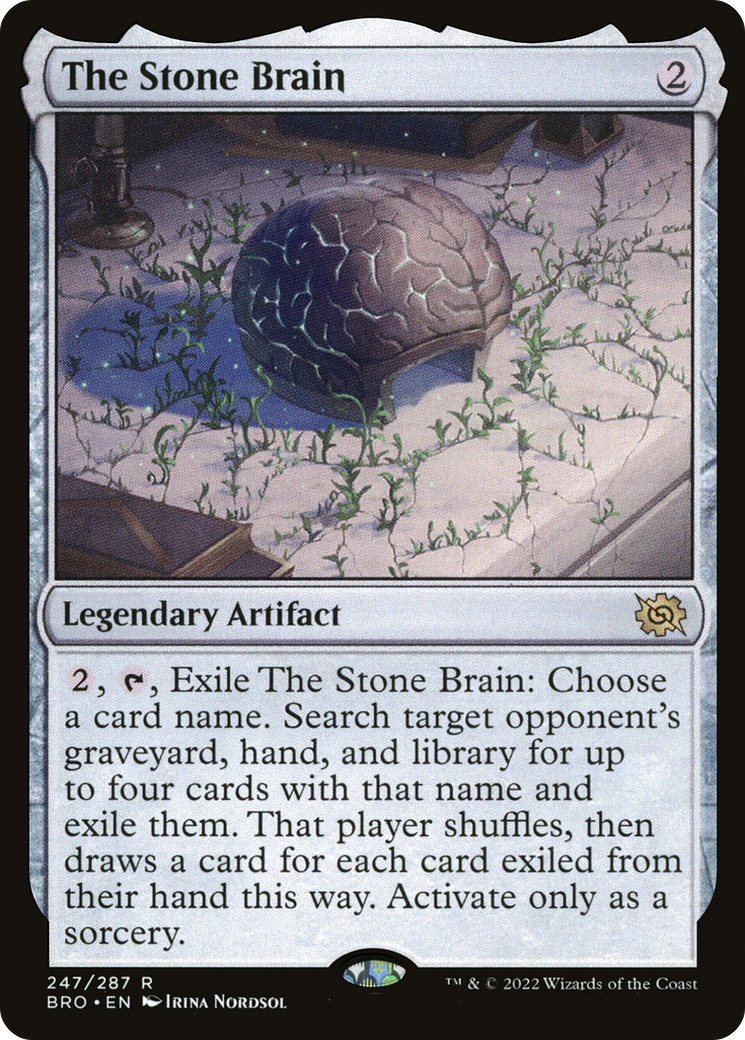 The Stone Brain 2
Legendary Artifact
2, , Exile The Stone Brain: Choose
a card name. Search target opponent's
graveyard, hand, and library for up
to four cards with that name and
exile them. That player shuffles, then
draws a card for each card exiled from
their hand this way. Activate only as a
sorcery.
247/287 R
BRO • EN Irina Nordsol
™ & © 2022 Wizards of the Coast